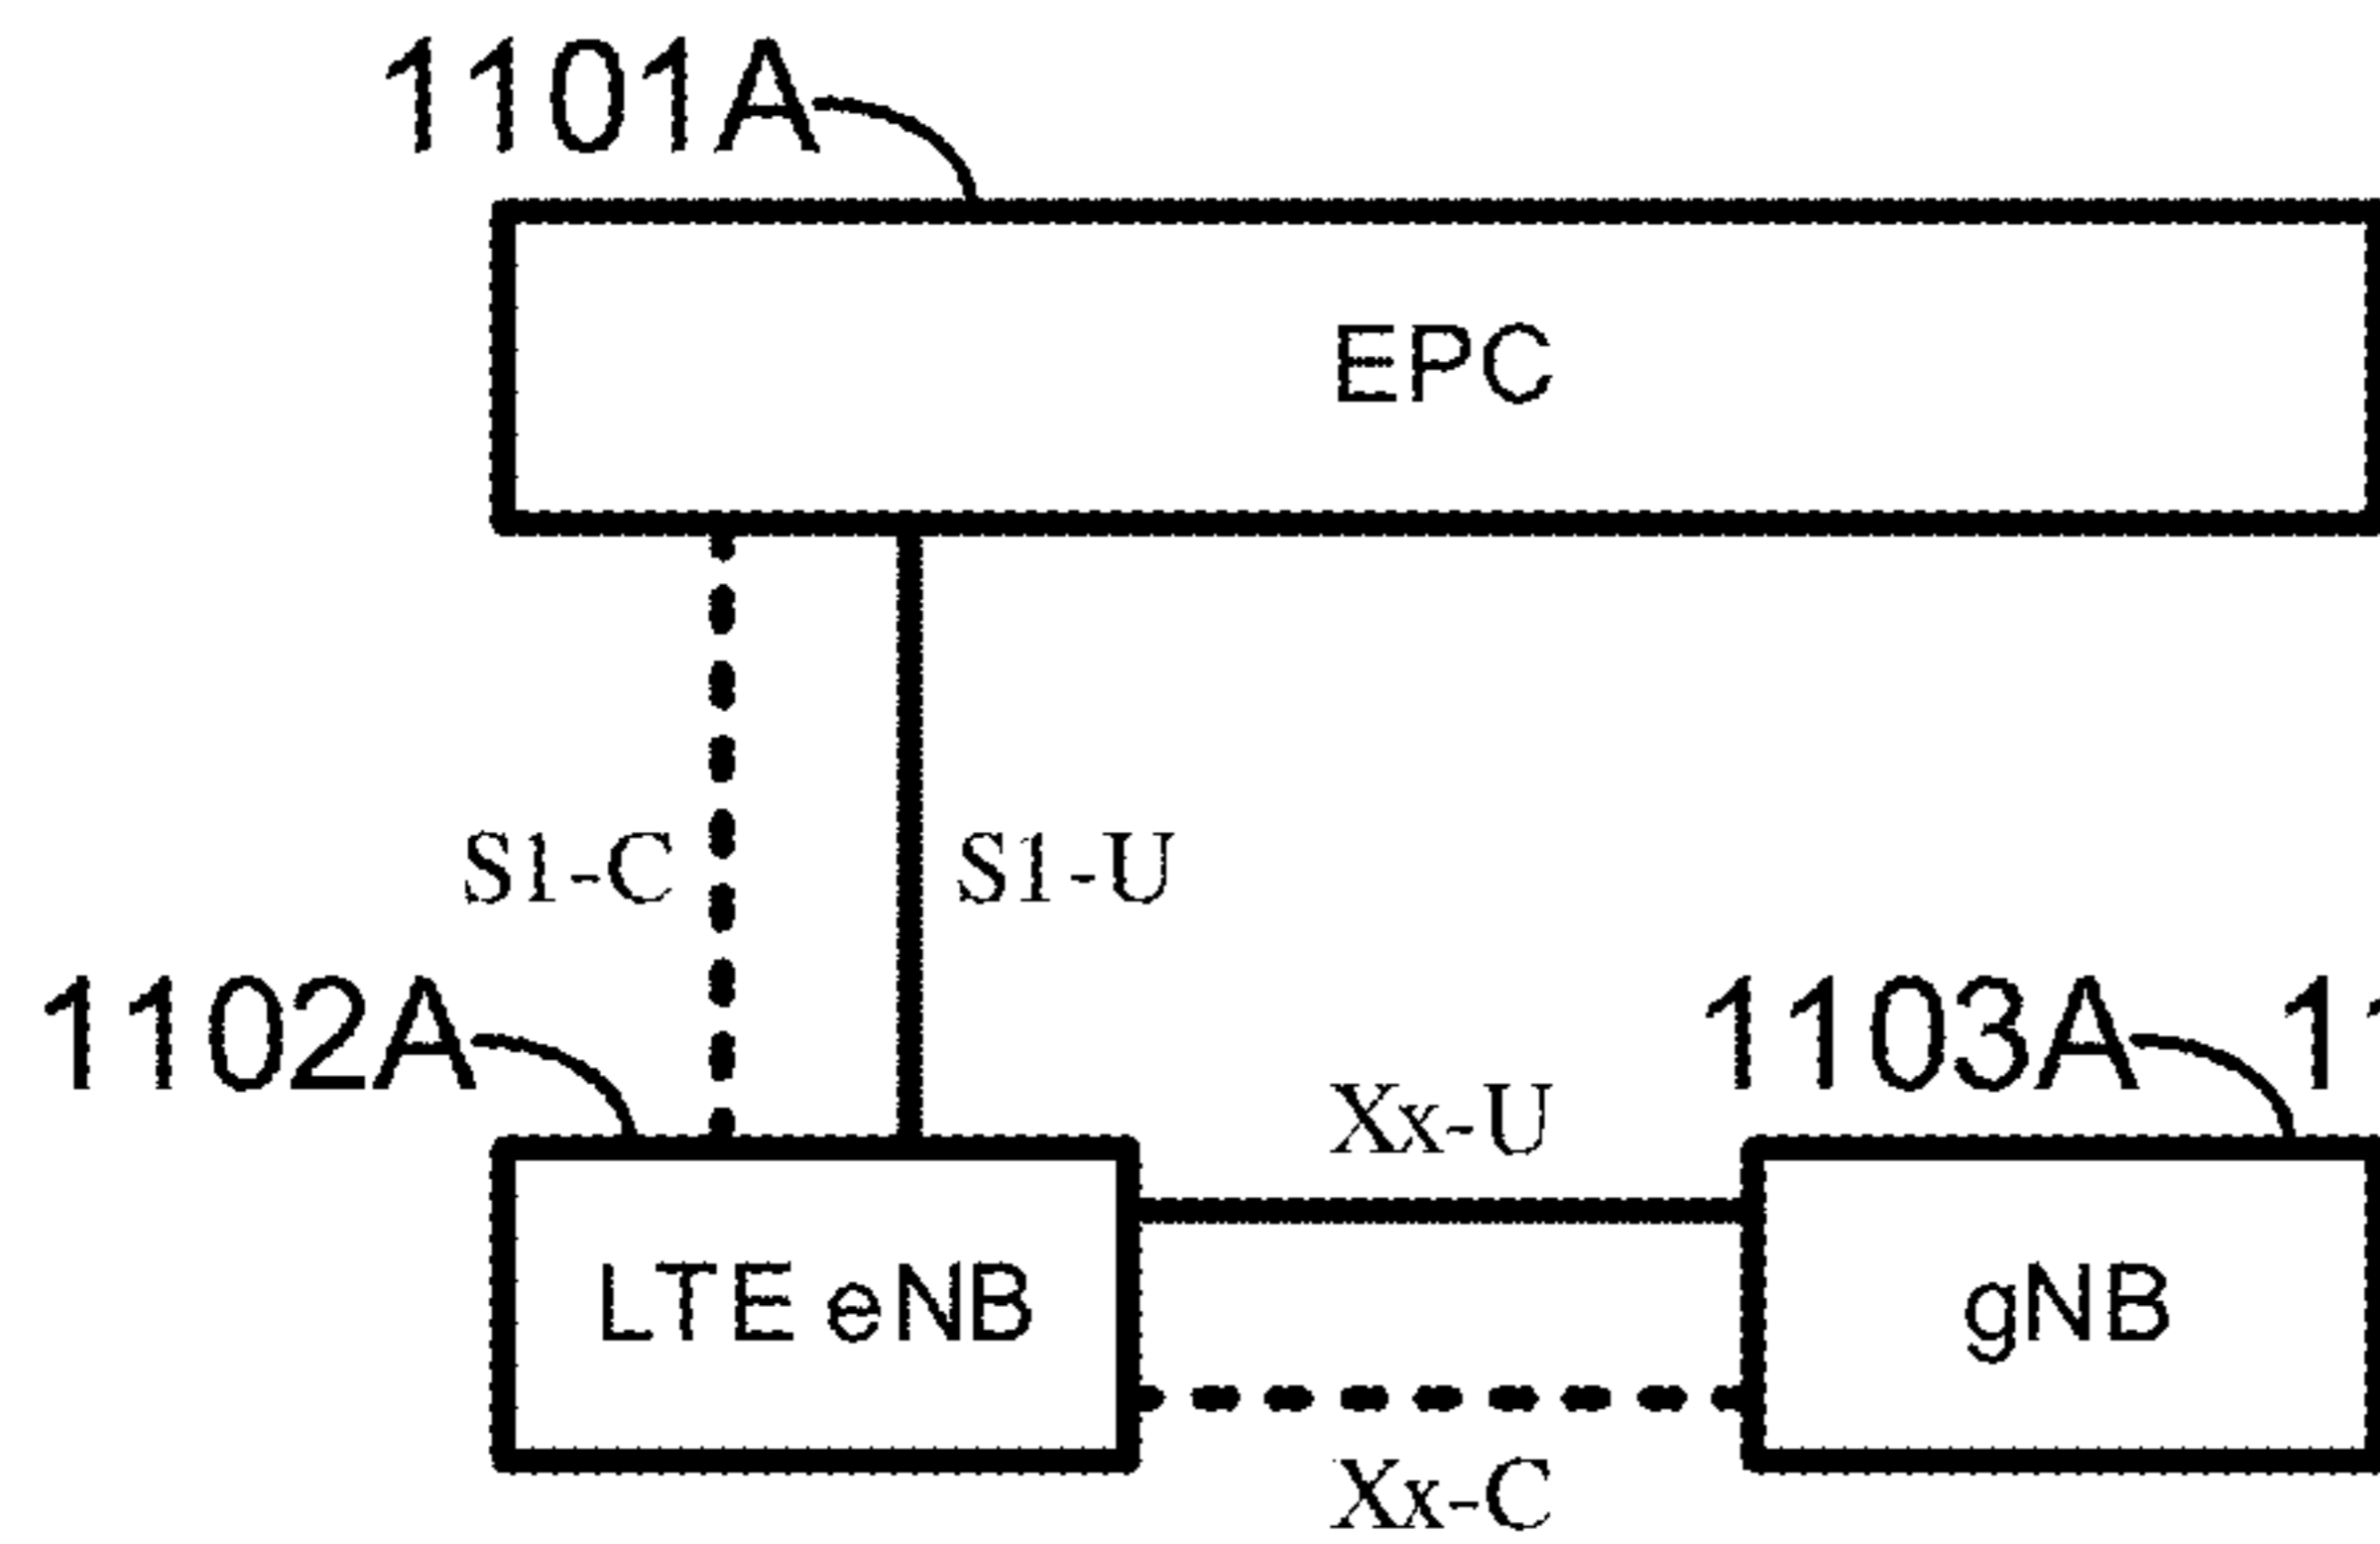 1101A
EPC
S1-C S1-U
1102A 1103A
Xx-U
LTE eNB gNB
Xx-C